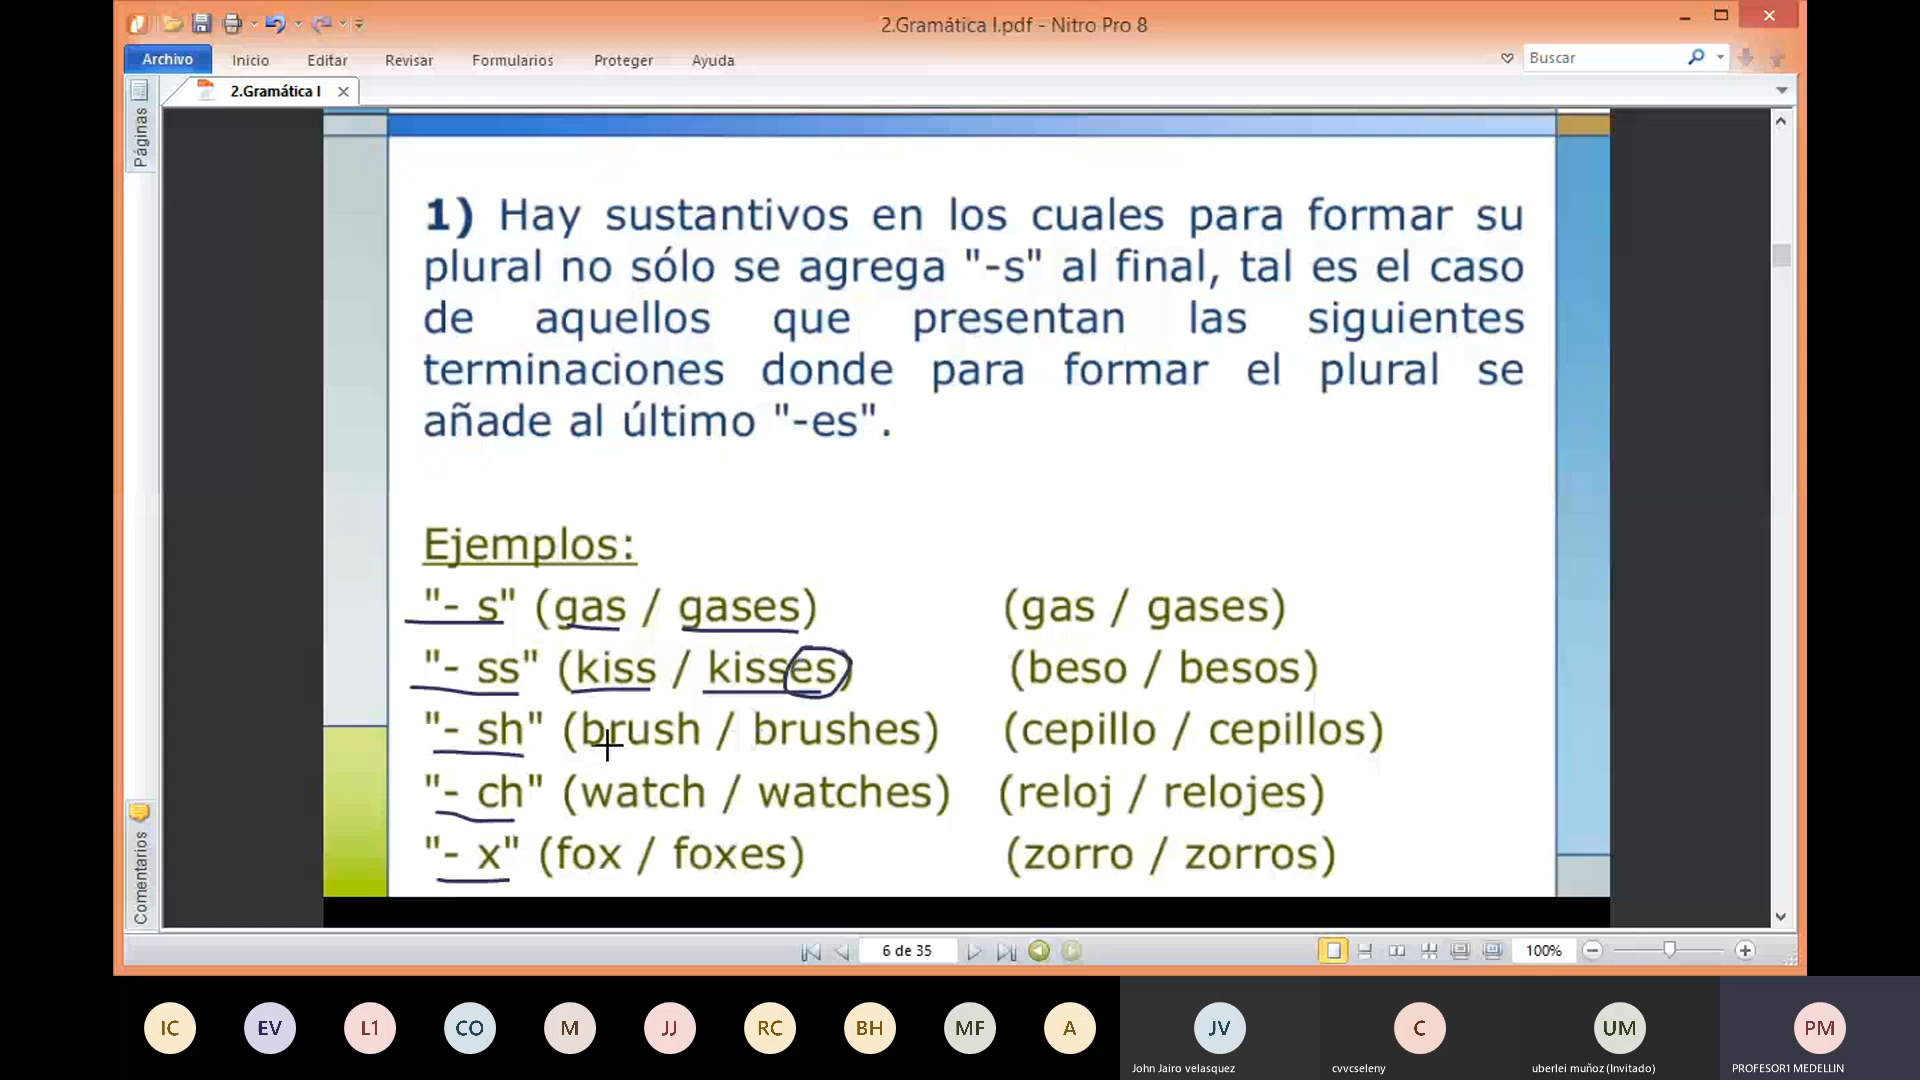 2.Gramática I.pdf - Nitro Pro 8
Archivo Inicio Editar Revisar Formularios Proteger Ayuda Buscar
2.Gramática I
Páginas
1) Hay sustantivos en los cuales para formar su
plural no sólo se agrega "-s" al final, tal es el caso
de aquellos que presentan las siguientes
terminaciones donde para formar el plural se
añade al último "-es".
Ejemplos:
"- s" (gas / gases) (gas / gases)
"- ss" (kiss / kisses) (beso / besos)
"- sh" (brush / brushes) (cepillo / cepillos)
"- ch" (watch / watches) (reloj / relojes)
"- x" (fox / foxes) (zorro / zorros)
Comentarios
6 de 35 100%
IC EV L1 CO M JJ RC BH MF A JV C UM PM
John Jairo velasquez cvvcseleny uberlei muñoz (Invitado) PROFESOR1 MEDELLIN